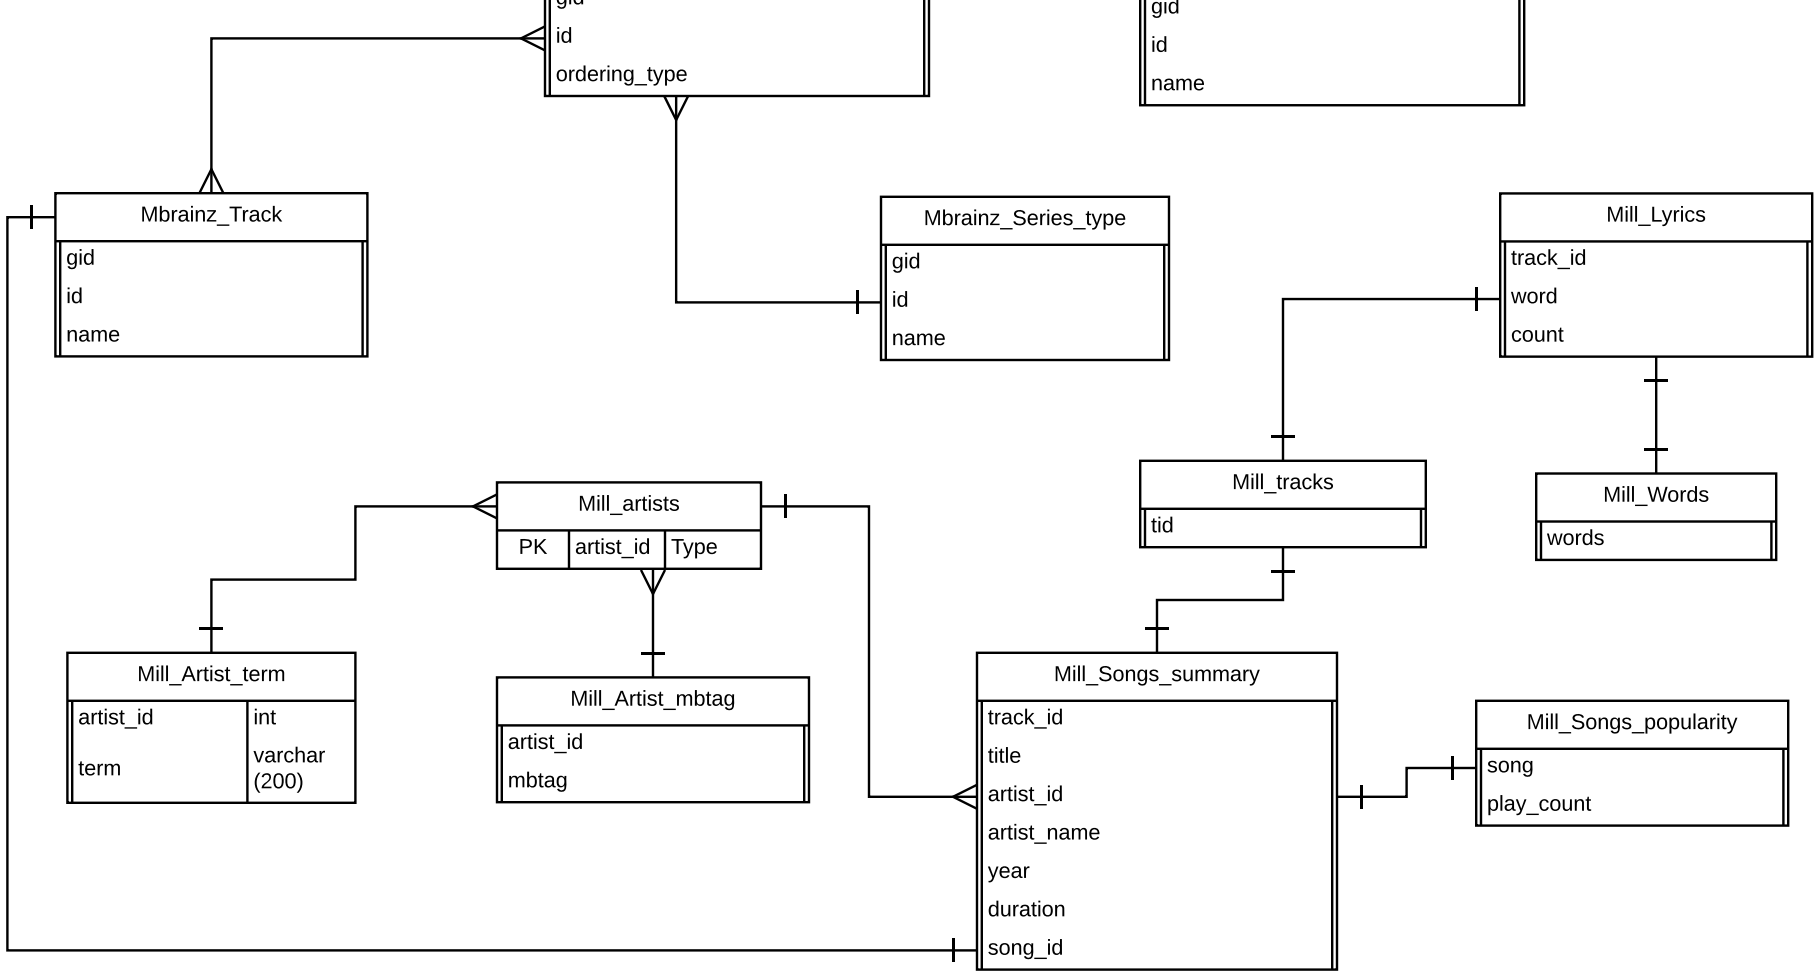 gid
id
ordering_type
gid
id
name
Mbrainz_Track
gid
id
name
Mbrainz_Series_type
gid
id
name
Mill_Lyrics
track_id
word
count
Mill_artists
PK artist_id Type
Mill_tracks
tid
Mill_Words
words
Mill_Artist_term
artist_id int
term varchar
(200)
Mill_Artist_mbtag
artist_id
mbtag
Mill_Songs_summary
track_id
title
artist_id
artist_name
year
duration
song_id
Mill_Songs_popularity
song
play_count